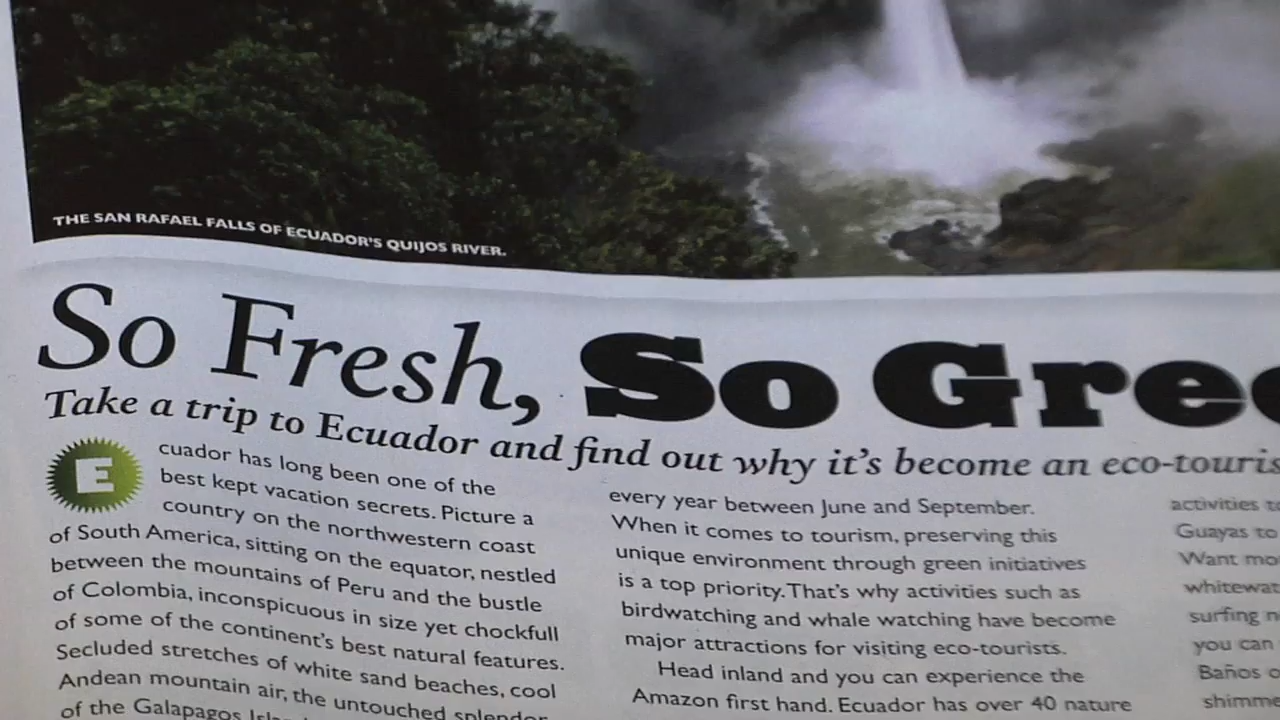 THE SAN RAFAEL FALLS OF ECUADOR'S QUIJOS RIVER.
So Fresh, So
Take a trip to Ecuador and find out why it's become an
Ecuador has long been one of the
best kept vacation secrets. Picture a
country on the northwestern coast
of South America, sitting on the equator, nestled
between the mountains of Peru and the bustle
of Colombia, inconspicuous in size yet chockfull
of some of the continent's best natural features.
Secluded stretches of white sand beaches, cool
Andean mountain air, the untouched splendor
of the Galapagos
every year between June and September.
When it comes to tourism, preserving this
unique environment through green initiatives
is a top priority. That's why activities such as
birdwatching and whale watching have become
major attractions for visiting eco-tourists.
Head inland and you can experience the
Amazon first hand. Ecuador has over 40 nature
activities
Guayas to
Want
surfing
you can
Baños